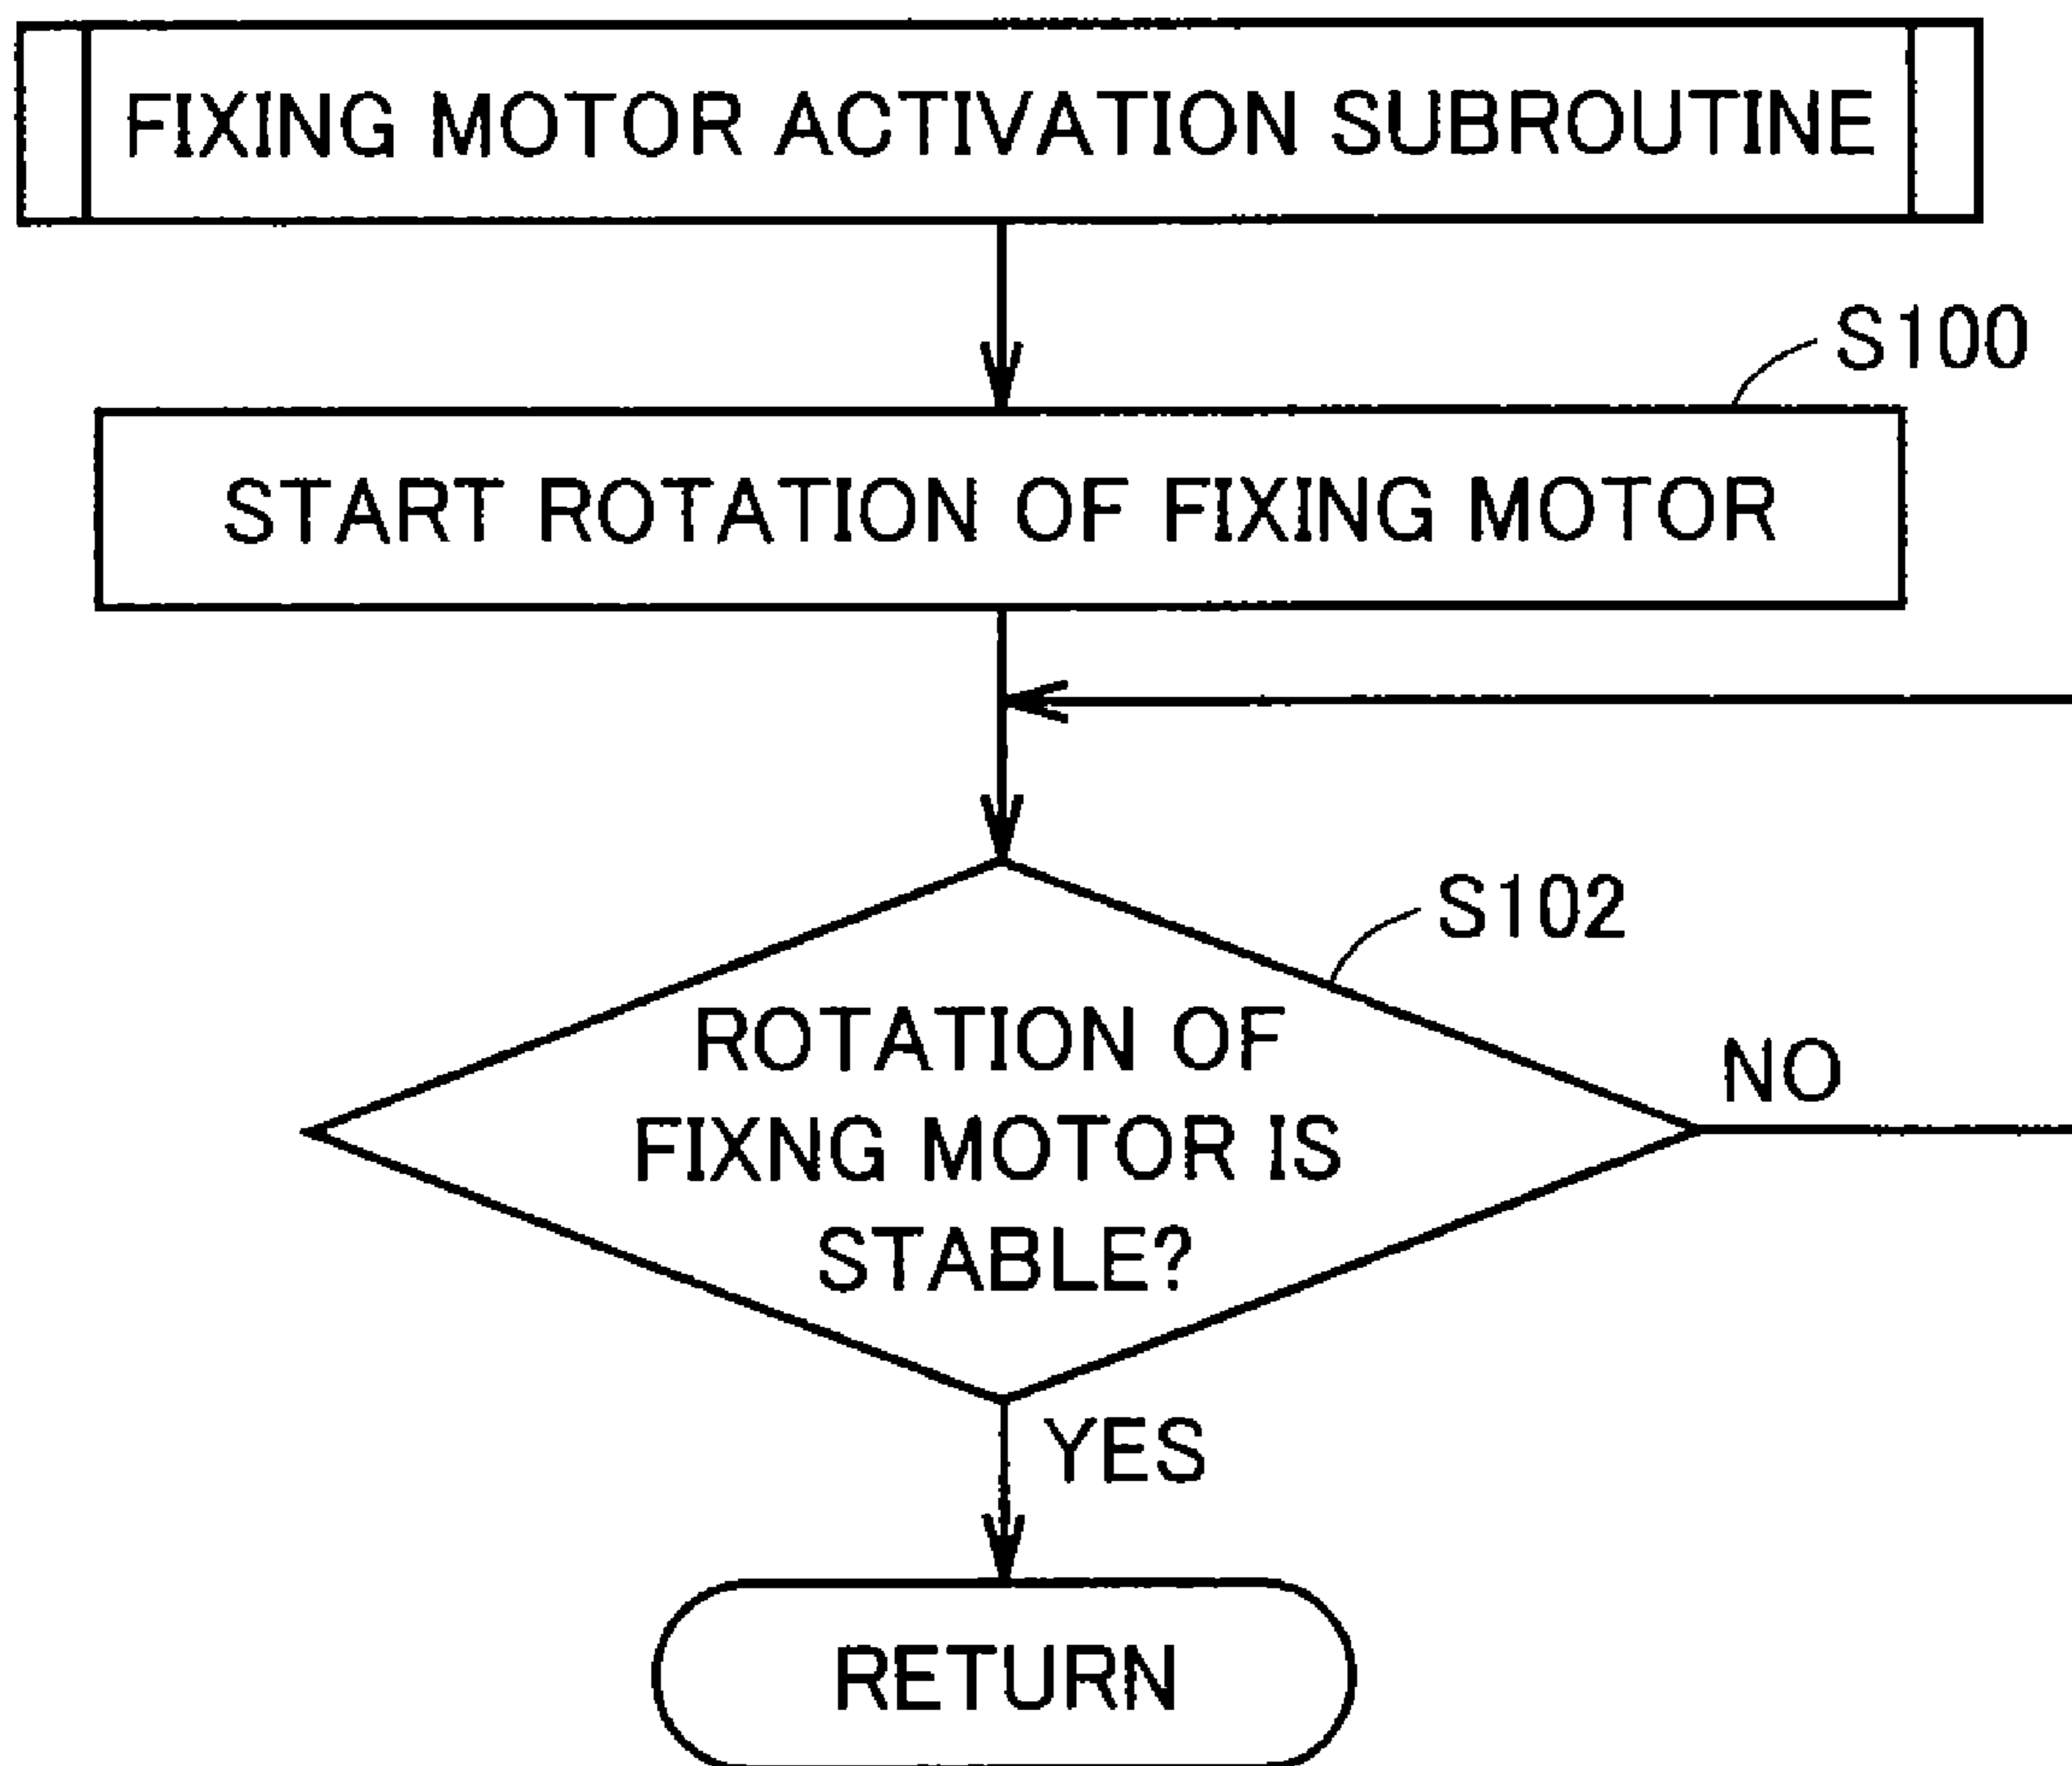 FIXING MOTOR ACTIVATION SUBROUTINE
S100
START ROTATION OF FIXING MOTOR
S102
ROTATION OF
FIXNG MOTOR IS
STABLE?
NO
YES
RETURN